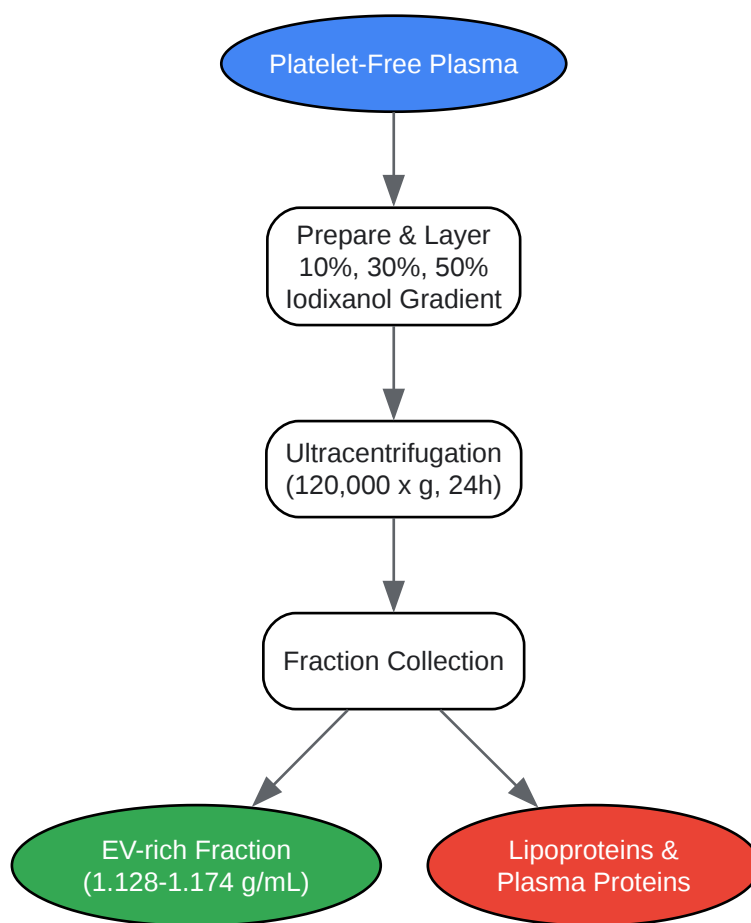 Platelet-Free Plasma
Prepare & Layer
10%, 30%, 50%
Iodixanol Gradient
Ultracentrifugation
(120,000 x g, 24h)
Fraction Collection
EV-rich Fraction
(1.128-1.174 g/mL)
Lipoproteins &
Plasma Proteins